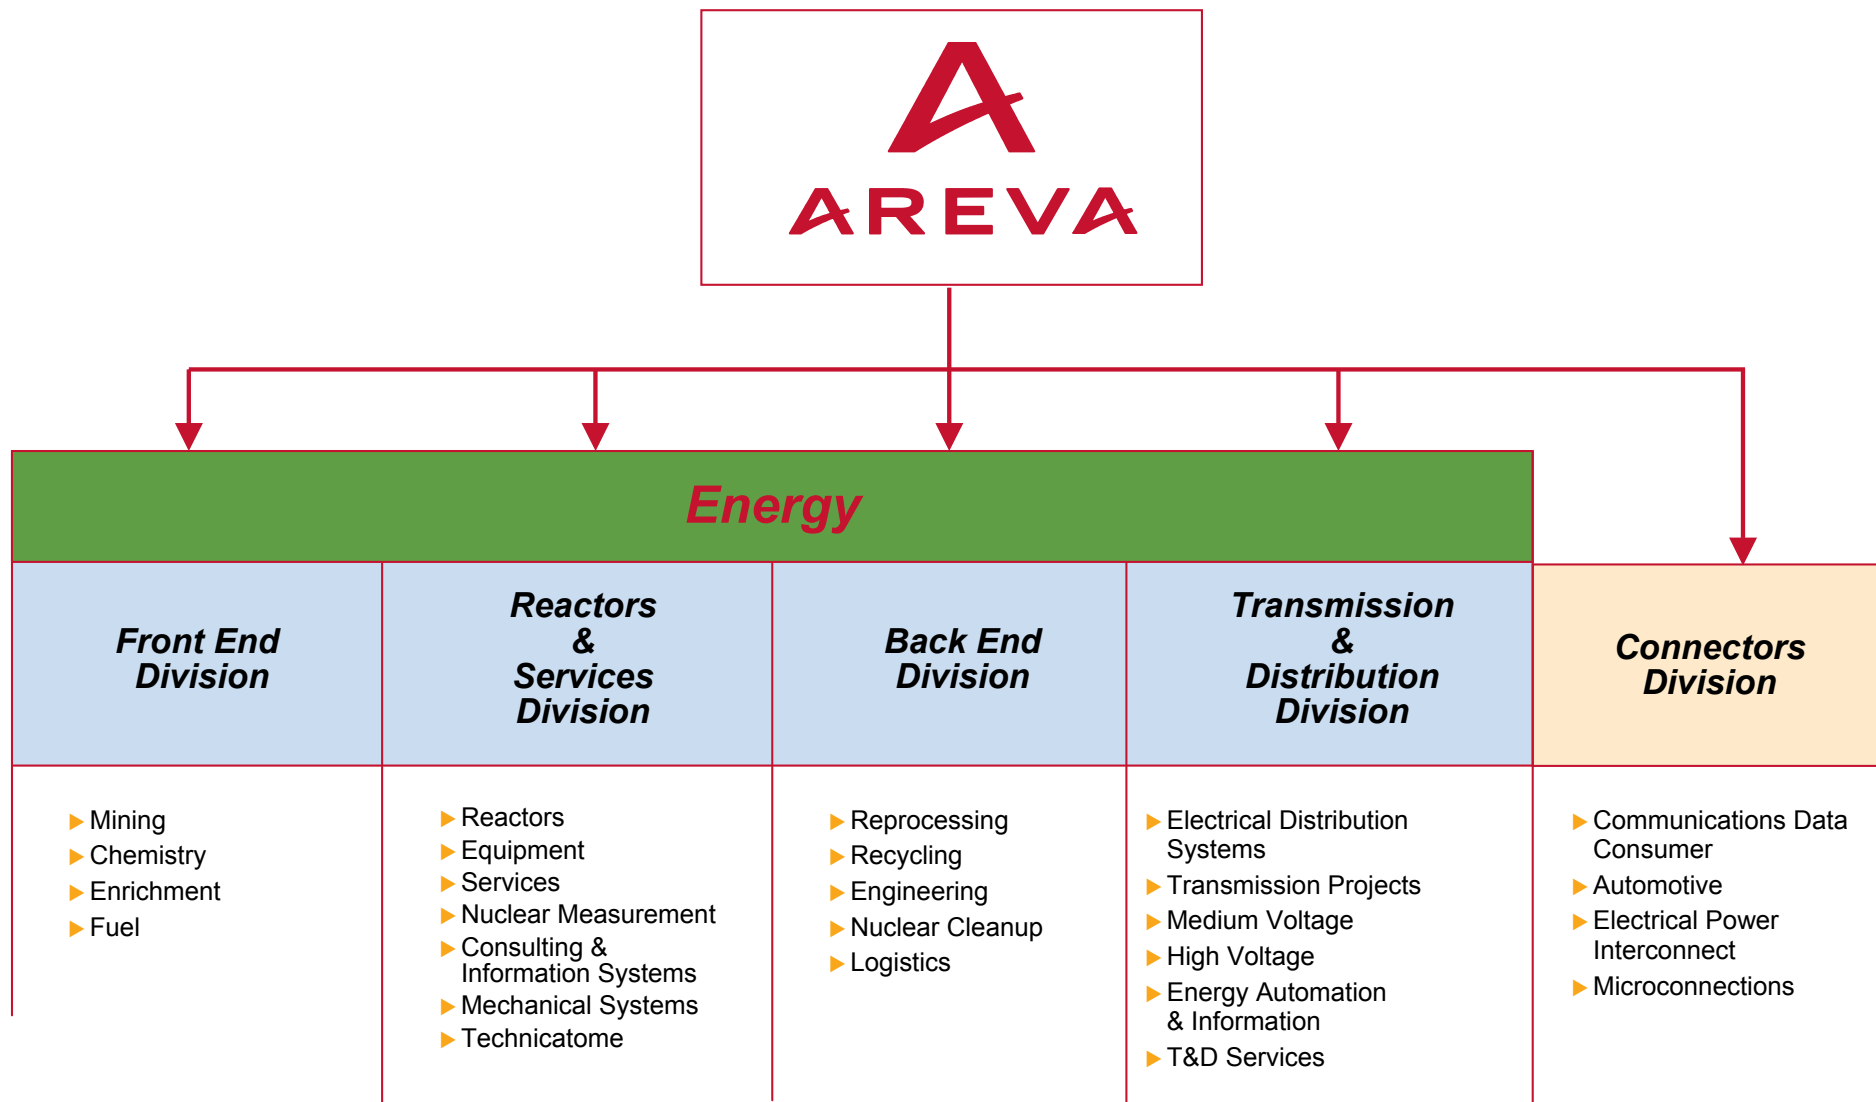 AREVA
Energy
Front End
Division
Reactors
&
Services
Division
Back End
Division
Transmission
&
Distribution
Division
Connectors
Division
Mining
Chemistry
Enrichment
Fuel
Reactors
Equipment
Services
Nuclear Measurement
Consulting &
Information Systems
Mechanical Systems
Technicatome
Reprocessing
Recycling
Engineering
Nuclear Cleanup
Logistics
Electrical Distribution
Systems
Transmission Projects
Medium Voltage
High Voltage
Energy Automation
& Information
T&D Services
Communications Data
Consumer
Automotive
Electrical Power
Interconnect
Microconnections